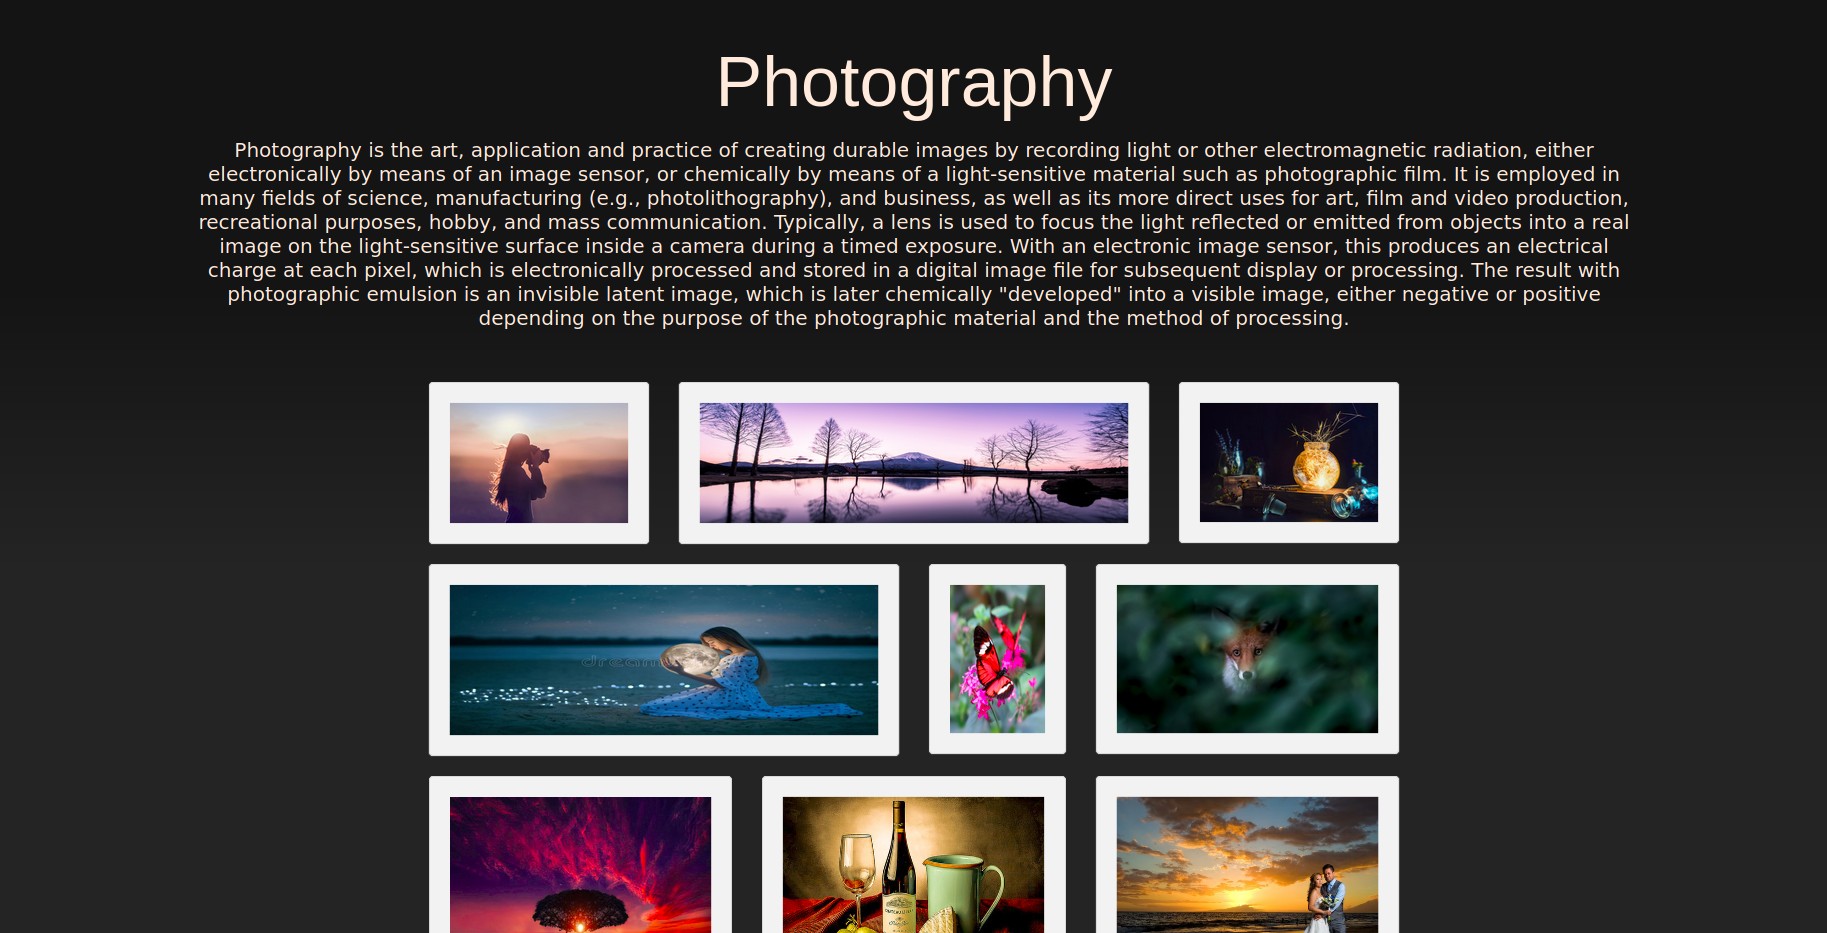 Photography
Photography is the art, application and practice of creating durable images by recording light or other electromagnetic radiation, either
electronically by means of an image sensor, or chemically by means of a light-sensitive material such as photographic film. It is employed in
many fields of science, manufacturing (e.g., photolithography), and business, as well as its more direct uses for art, film and video production,
recreational purposes, hobby, and mass communication. Typically, a lens is used to focus the light reflected or emitted from objects into a real
image on the light-sensitive surface inside a camera during a timed exposure. With an electronic image sensor, this produces an electrical
charge at each pixel, which is electronically processed and stored in a digital image file for subsequent display or processing. The result with
photographic emulsion is an invisible latent image, which is later chemically "developed" into a visible image, either negative or positive
depending on the purpose of the photographic material and the method of processing.